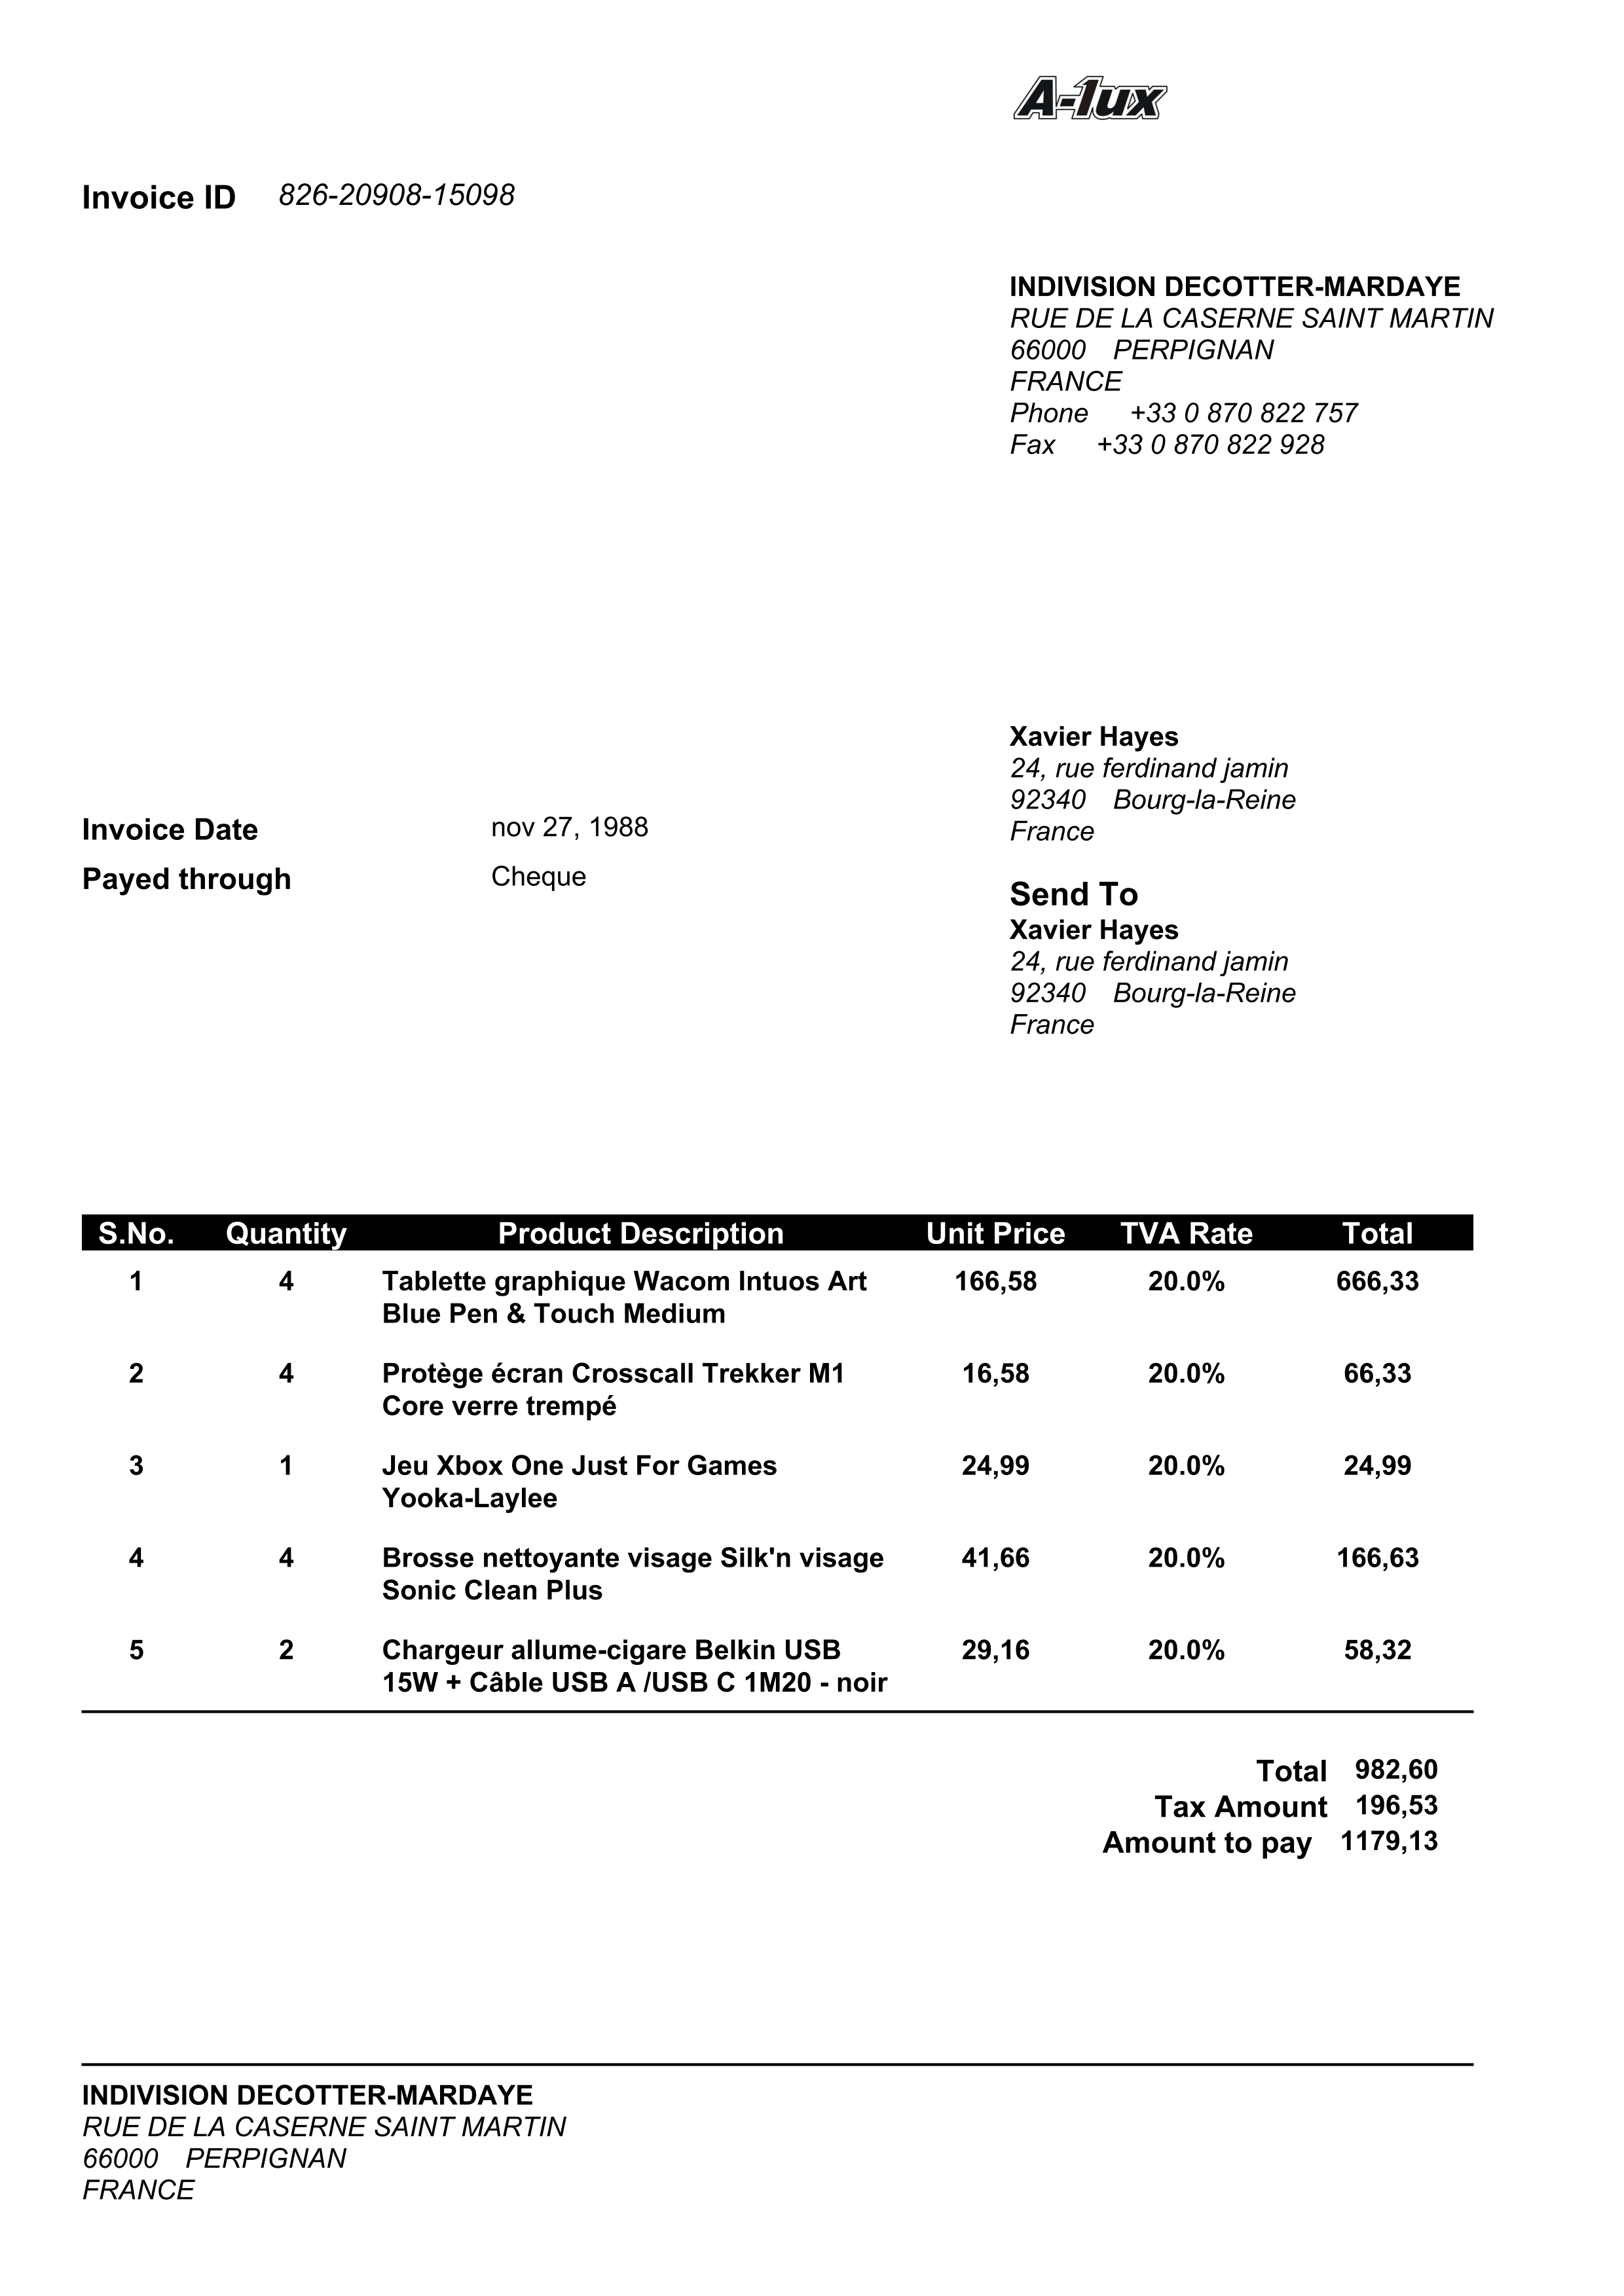 A-1ux
Invoice ID 826-20908-15098
INDIVISION DECOTTER-MARDAYE
RUE DE LA CASERNE SAINT MARTIN
66000 PERPIGNAN
FRANCE
Phone +33 0 870 822 757
Fax +33 0 870 822 928
Xavier Hayes
24, rue ferdinand jamin
92340 Bourg-la-Reine
France
Invoice Date nov 27, 1988
Payed through Cheque
Send To
Xavier Hayes
24, rue ferdinand jamin
92340 Bourg-la-Reine
France
S.No. Quantity Product Description Unit Price TVA Rate Total
1 4 Tablette graphique Wacom Intuos Art 166,58 20.0% 666,33
Blue Pen & Touch Medium
2 4 Protège écran Crosscall Trekker M1 16,58 20.0% 66,33
Core verre trempé
3 1 Jeu Xbox One Just For Games 24,99 20.0% 24,99
Yooka-Laylee
4 4 Brosse nettoyante visage Silk'n visage 41,66 20.0% 166,63
Sonic Clean Plus
5 2 Chargeur allume-cigare Belkin USB 29,16 20.0% 58,32
15W + Câble USB A /USB C 1M20 - noir
Total 982,60
Tax Amount 196,53
Amount to pay 1179,13
INDIVISION DECOTTER-MARDAYE
RUE DE LA CASERNE SAINT MARTIN
66000 PERPIGNAN
FRANCE